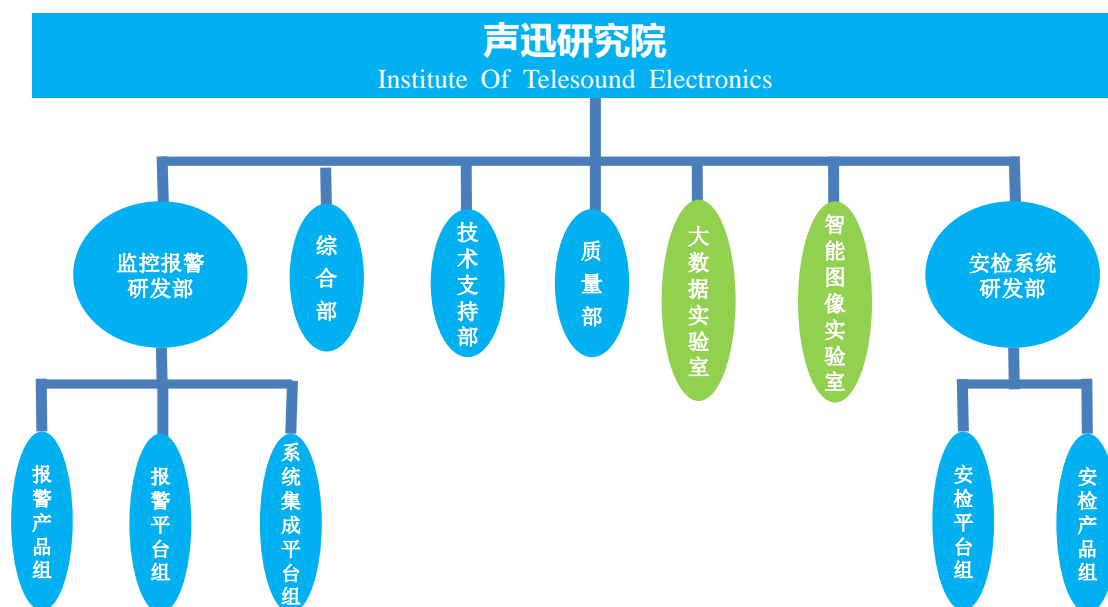 声迅研究院
Institute Of Telesound Electronics
监控报警
研发部
综合部
技术支持部
质量部
大数据实验室
智能图像实验室
安检系统
研发部
报警产品组
报警平台组
系统集成平台组
安检平台组
安检产品组